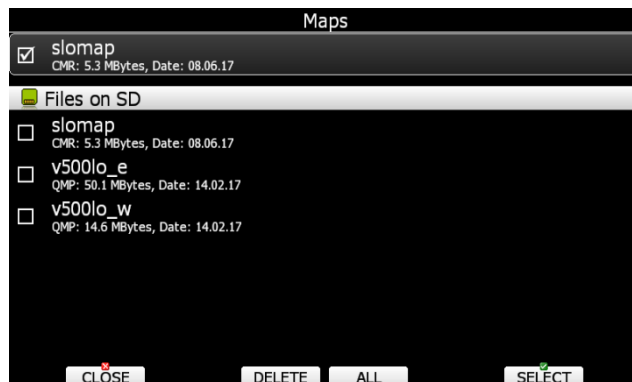 Maps
slomap
CMR: 5.3 MBytes, Date: 08.06.17
Files on SD
slomap
CMR: 5.3 MBytes, Date: 08.06.17
v500lo_e
QMP: 50.1 MBytes, Date: 14.02.17
v500lo_w
QMP: 14.6 MBytes, Date: 14.02.17
CLOSE DELETE ALL SELECT